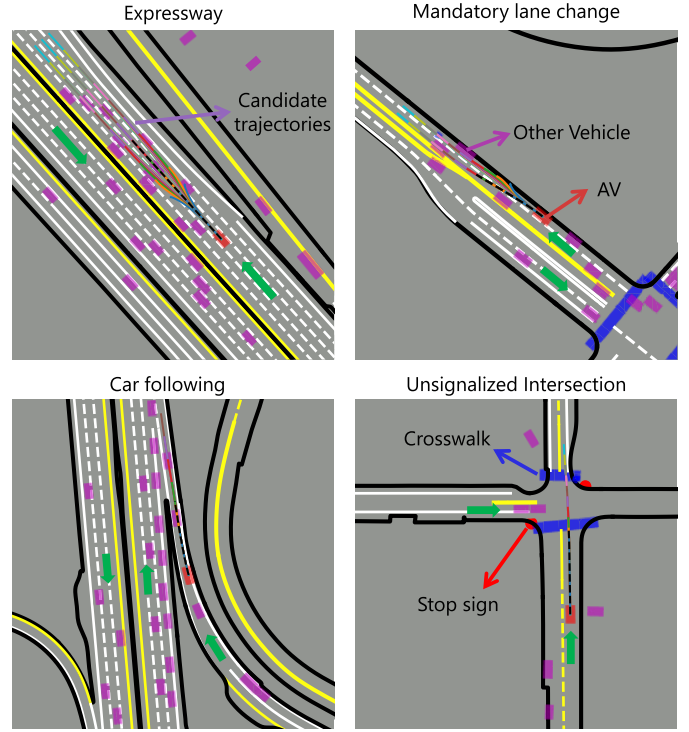 Expressway
Mandatory lane change
Candidate
trajectories
Other Vehicle
AV
Car following
Unsignalized Intersection
Crosswalk
Stop sign